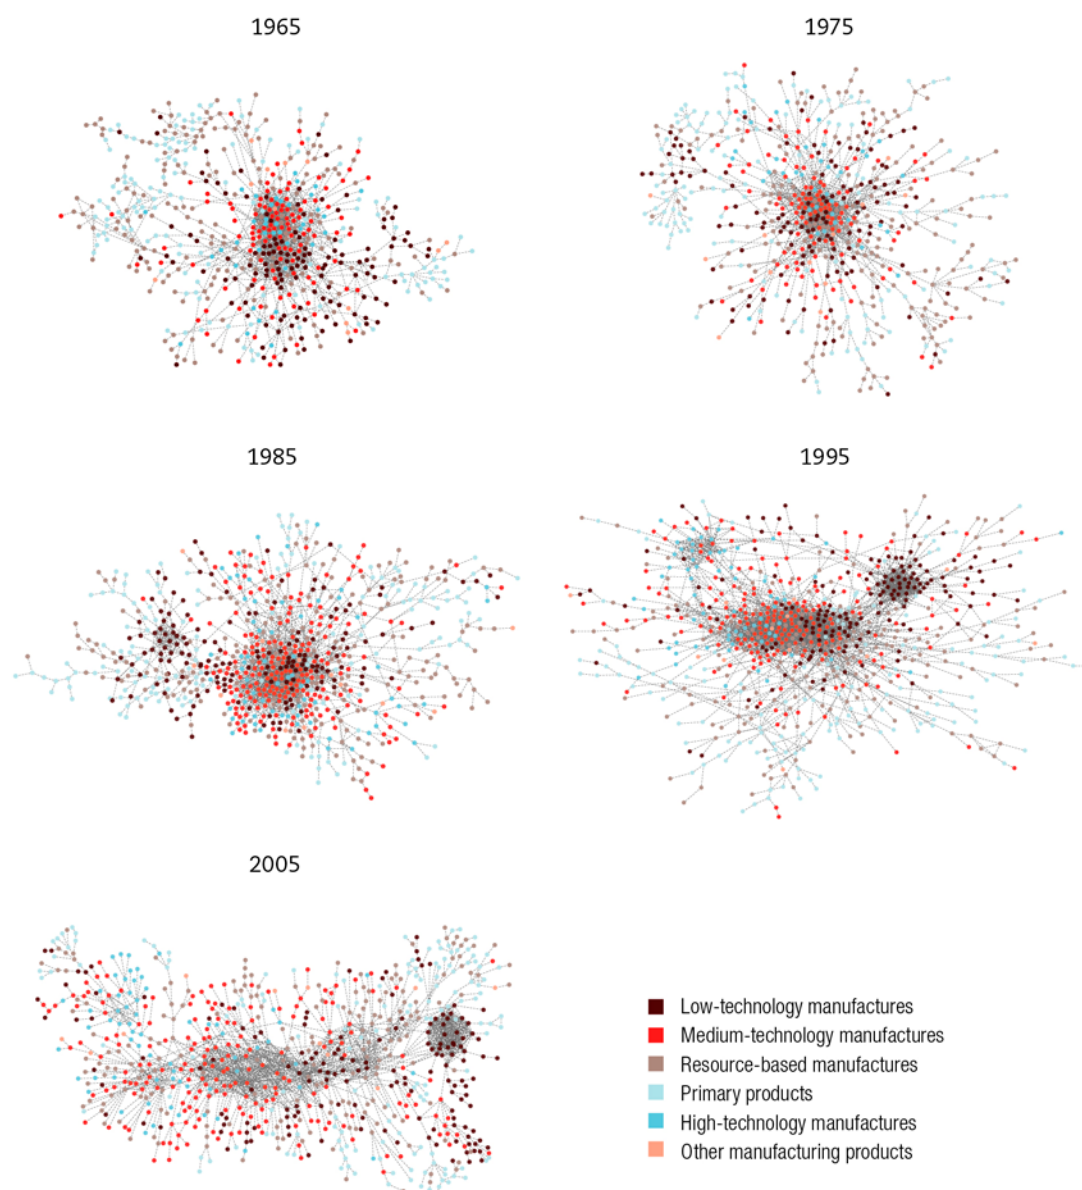 1965
1975
1985
1995
2005
Low-technology manufactures
Medium-technology manufactures
Resource-based manufactures
Primary products
High-technology manufactures
Other manufacturing products